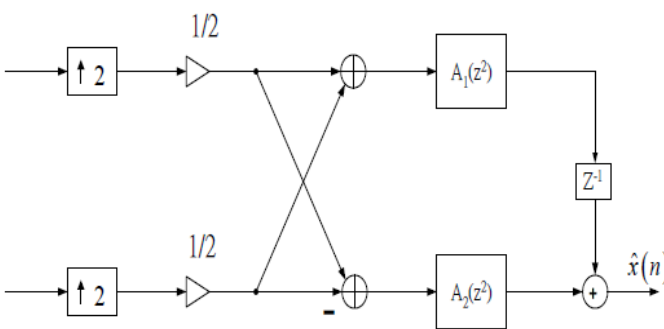 1/2
↑ 2
A₁(z²)
Z⁻¹
1/2
x̂(n)
↑ 2
-
A₂(z²)
+